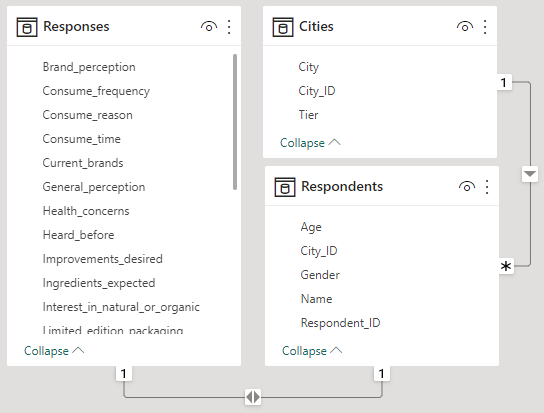 Responses
Brand_perception
Consume_frequency
Consume_reason
Consume_time
Current_brands
General_perception
Health_concerns
Heard_before
Improvements_desired
Ingredients_expected
Interest_in_natural_or_organic
Limited_edition_packaging
Collapse
Cities
City
City_ID
Tier
Collapse
Respondents
Age
City_ID
Gender
Name
Respondent_ID
Collapse
1
*
1
1